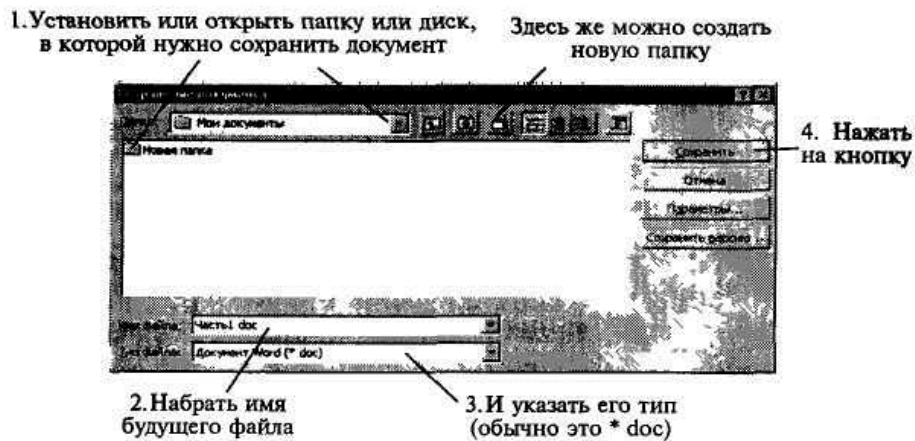 1.Установить или открыть папку или диск,
в которой нужно сохранить документ
Здесь же можно создать
новую папку
Мои документы
Новая папка
Сохранить
Отмена
Параметры...
Сохранить версию...
4. Нажать
на кнопку
файла: Часть1 doc
Тип файла: Документ Word (* doc)
2.Набрать имя
будущего файла
3.И указать его тип
(обычно это * doc)